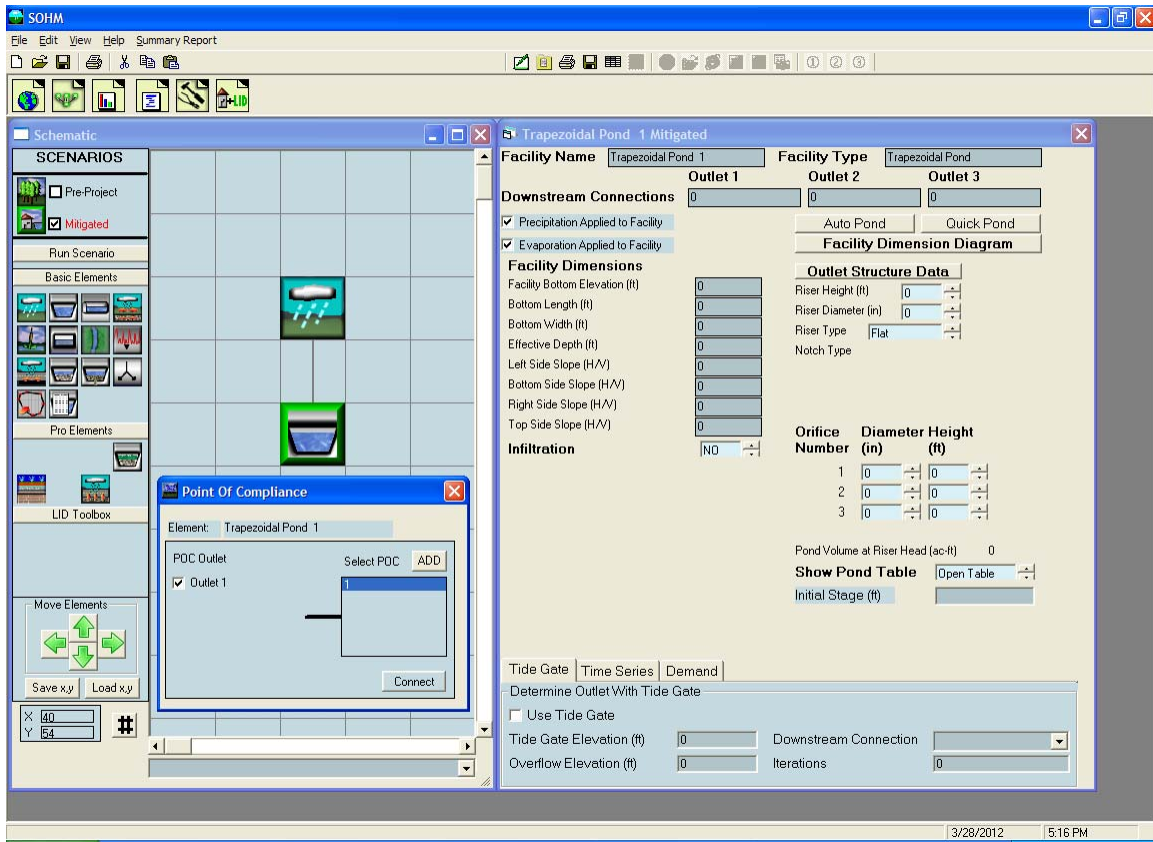 SOHM
File Edit View Help Summary Report
+LID
Schematic
SCENARIOS
Pre-Project
Mitigated
Run Scenario
Basic Elements
Pro Elements
LID Toolbox
Move Elements
Save x,y Load x,y
X 40
Y 54
#
Point Of Compliance
Element: Trapezoidal Pond 1
POC Outlet Select POC ADD
Outlet 1
1
Connect
Trapezoidal Pond 1 Mitigated
Facility Name Trapezoidal Pond 1 Facility Type Trapezoidal Pond
Outlet 1 Outlet 2 Outlet 3
Downstream Connections 0 0 0
Precipitation Applied to Facility Auto Pond Quick Pond
Evaporation Applied to Facility Facility Dimension Diagram
Facility Dimensions
Facility Bottom Elevation (ft) 0
Bottom Length (ft) 0
Bottom Width (ft) 0
Effective Depth (ft) 0
Left Side Slope (H/V) 0
Bottom Side Slope (H/V) 0
Right Side Slope (H/V) 0
Top Side Slope (H/V) 0
Infiltration NO
Outlet Structure Data
Riser Height (ft) 0
Riser Diameter (in) 0
Riser Type Flat
Notch Type
Orifice Diameter Height
Number (in) (ft)
1 0 0
2 0 0
3 0 0
Pond Volume at Riser Head (ac-ft) 0
Show Pond Table Open Table
Initial Stage (ft)
Tide Gate Time Series Demand
Determine Outlet With Tide Gate
Use Tide Gate
Tide Gate Elevation (ft) 0 Downstream Connection
Overflow Elevation (ft) 0 Iterations 0
3/28/2012 5:16 PM